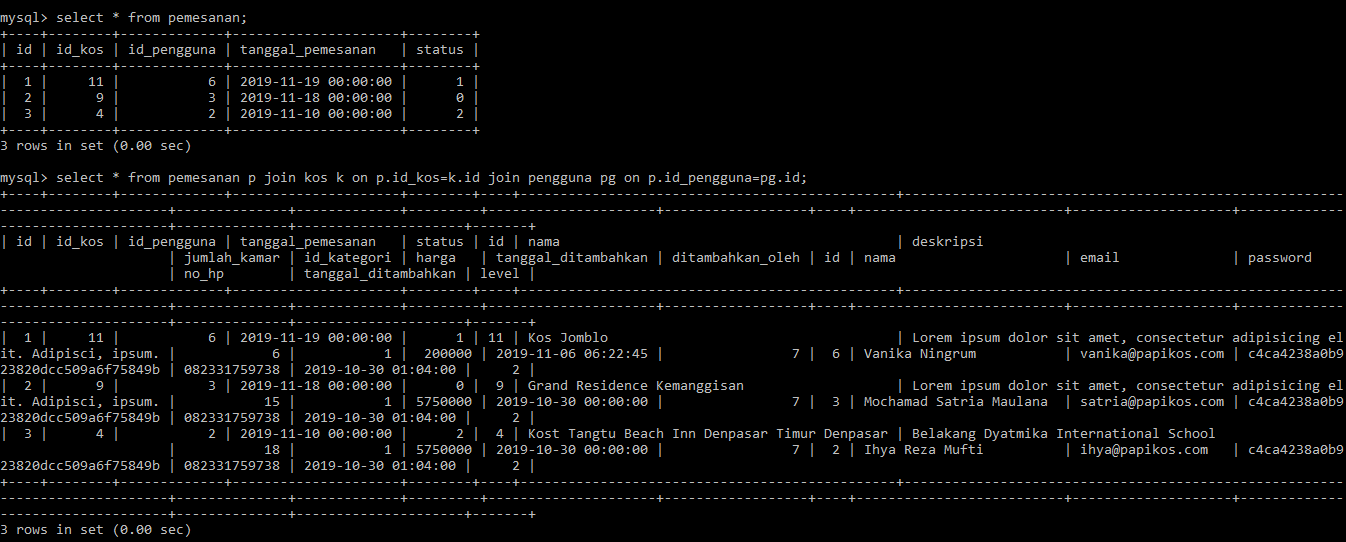 mysql> select * from pemesanan;
+----+--------+-------------+---------------------+--------+
| id | id_kos | id_pengguna | tanggal_pemesanan   | status |
+----+--------+-------------+---------------------+--------+
|  1 |     11 |           6 | 2019-11-19 00:00:00 |      1 |
|  2 |      9 |           3 | 2019-11-18 00:00:00 |      0 |
|  3 |      4 |           2 | 2019-11-10 00:00:00 |      2 |
+----+--------+-------------+---------------------+--------+
3 rows in set (0.00 sec)

mysql> select * from pemesanan p join kos k on p.id_kos=k.id join pengguna pg on p.id_pengguna=pg.id;
+----+--------+-------------+---------------------+--------+----+-----------------------------------------------+-------------------------------------------------------
---------------------+--------------+-------------+---------+---------------------+------------------+----+-------------------------+--------------------+-------------
---------------------+--------------+---------------------+-------+
| id | id_kos | id_pengguna | tanggal_pemesanan   | status | id | nama                                          | deskripsi
                     | jumlah_kamar | id_kategori | harga   | tanggal_ditambahkan | ditambahkan_oleh | id | nama                    | email              | password
                     | no_hp        | tanggal_ditambahkan | level |
+----+--------+-------------+---------------------+--------+----+-----------------------------------------------+-------------------------------------------------------
---------------------+--------------+-------------+---------+---------------------+------------------+----+-------------------------+--------------------+-------------
---------------------+--------------+---------------------+-------+
|  1 |     11 |           6 | 2019-11-19 00:00:00 |      1 | 11 | Kos Jomblo                                    | Lorem ipsum dolor sit amet, consectetur adipisicing el
it. Adipisci, ipsum. |            6 |           1 |  200000 | 2019-11-06 06:22:45 |                7 |  6 | Vanika Ningrum          | vanika@papikos.com | c4ca4238a0b9
23820dcc509a6f75849b | 082331759738 | 2019-10-30 01:04:00 |     2 |
|  2 |      9 |           3 | 2019-11-18 00:00:00 |      0 |  9 | Grand Residence Kemanggisan                   | Lorem ipsum dolor sit amet, consectetur adipisicing el
it. Adipisci, ipsum. |           15 |           1 | 5750000 | 2019-10-30 00:00:00 |                7 |  3 | Mochamad Satria Maulana | satria@papikos.com | c4ca4238a0b9
23820dcc509a6f75849b | 082331759738 | 2019-10-30 01:04:00 |     2 |
|  3 |      4 |           2 | 2019-11-10 00:00:00 |      2 |  4 | Kost Tangtu Beach Inn Denpasar Timur Denpasar | Belakang Dyatmika International School
                     |           18 |           1 | 5750000 | 2019-10-30 00:00:00 |                7 |  2 | Ihya Reza Mufti         | ihya@papikos.com   | c4ca4238a0b9
23820dcc509a6f75849b | 082331759738 | 2019-10-30 01:04:00 |     2 |
+----+--------+-------------+---------------------+--------+----+-----------------------------------------------+-------------------------------------------------------
---------------------+--------------+-------------+---------+---------------------+------------------+----+-------------------------+--------------------+-------------
---------------------+--------------+---------------------+-------+
3 rows in set (0.00 sec)